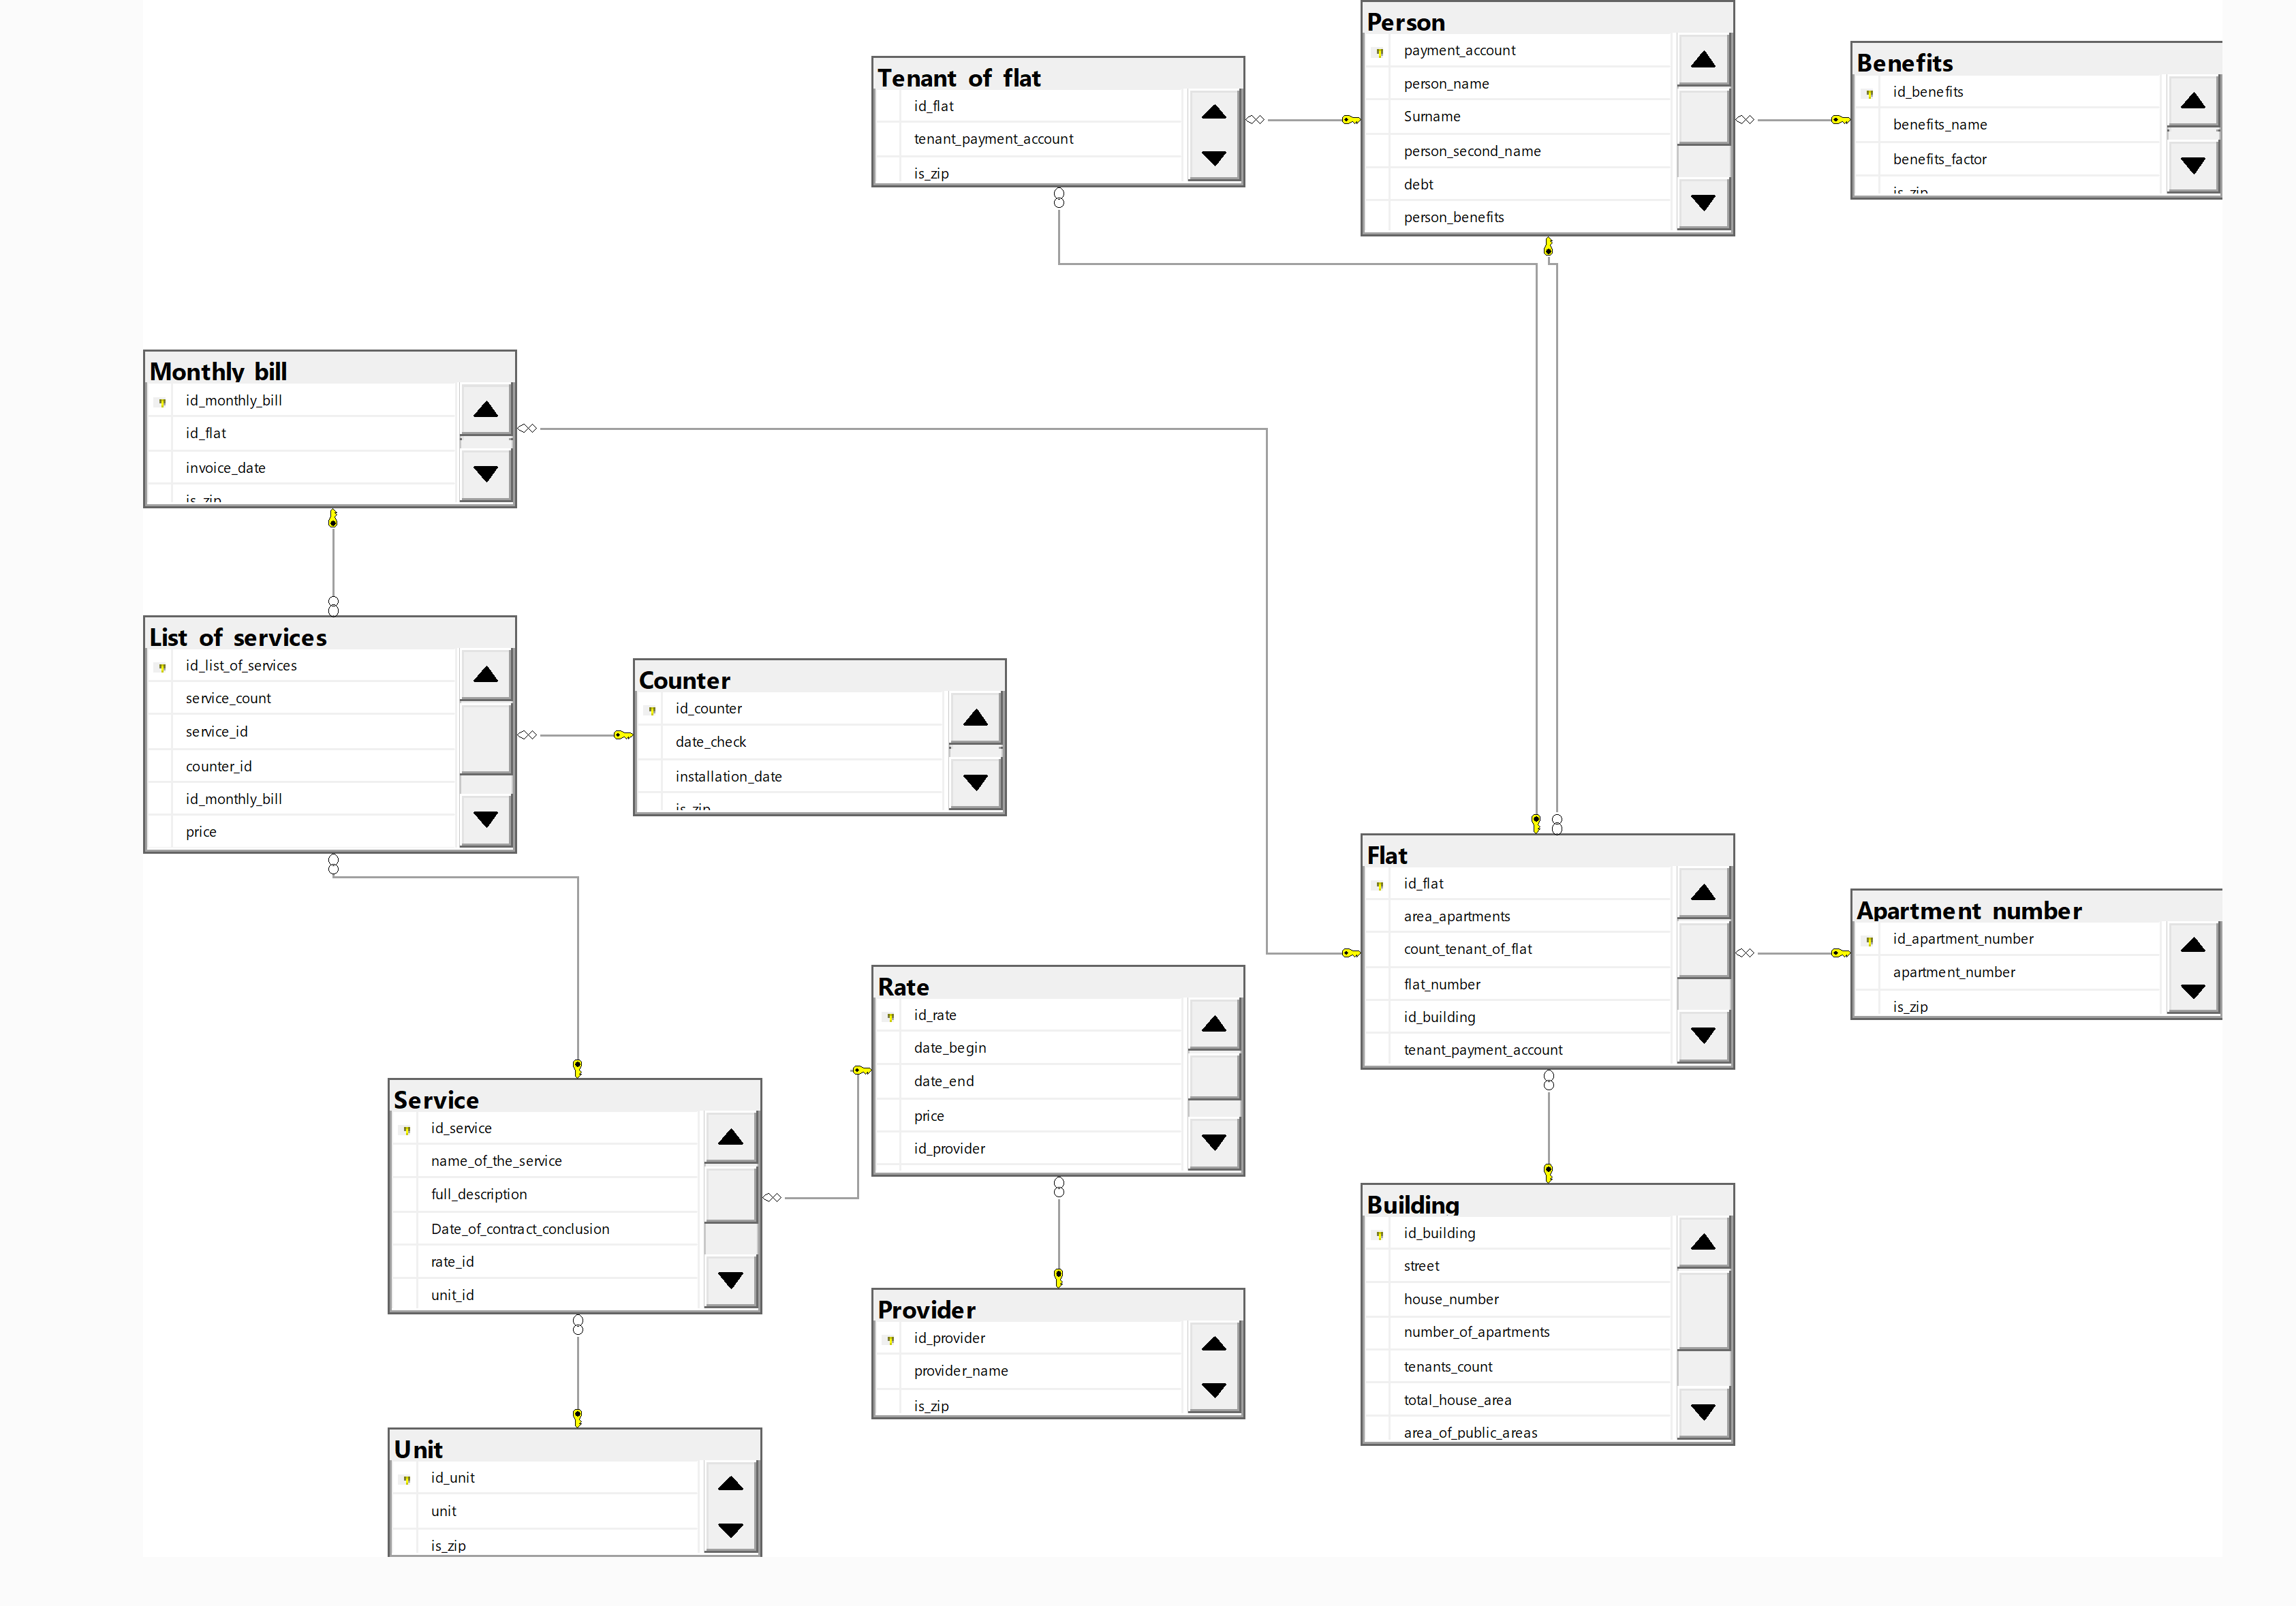 Person
payment_account
person_name
Surname
person_second_name
debt
person_benefits
Tenant of flat
id_flat
tenant_payment_account
is_zip
Benefits
id_benefits
benefits_name
benefits_factor
is_zip
Monthly bill
id_monthly_bill
id_flat
invoice_date
is_zip
List of services
id_list_of_services
service_count
service_id
counter_id
id_monthly_bill
price
Counter
id_counter
date_check
installation_date
is_zip
Flat
id_flat
area_apartments
count_tenant_of_flat
flat_number
id_building
tenant_payment_account
Apartment number
id_apartment_number
apartment_number
is_zip
Rate
id_rate
date_begin
date_end
price
id_provider
Service
id_service
name_of_the_service
full_description
Date_of_contract_conclusion
rate_id
unit_id
Building
id_building
street
house_number
number_of_apartments
tenants_count
total_house_area
area_of_public_areas
Provider
id_provider
provider_name
is_zip
Unit
id_unit
unit
is_zip